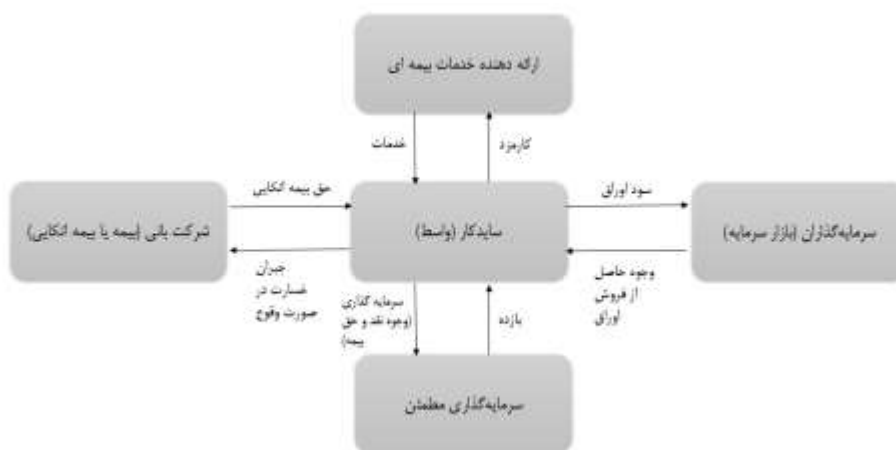 ارائه دهنده خدمات بیمه ای
خدمات
کارمزد
حق بیمه اتکایی
سود اوراق
شرکت بانی (بیمه یا بیمه اتکایی)
سایدکار (واسط)
سرمایه‌گذاران (بازار سرمایه)
جبران
خسارت در
صورت وقوع
وجوه حاصل
از فروش
اوراق
سرمایه گذاری
(وجوه نقد و حق
بیمه)
بازده
سرمایه‌گذاری مطمئن